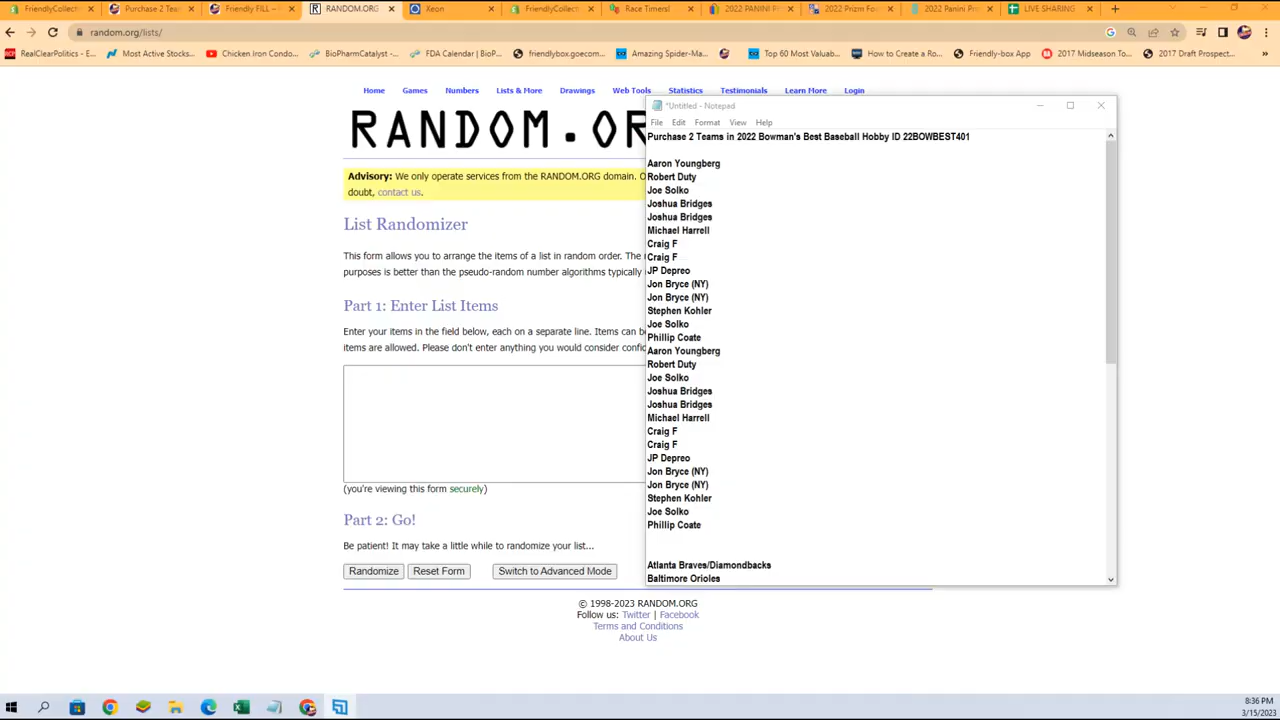 FriendlyCollect
Purchase 2 Team
Friendly FILL –
RANDOM.ORG
Xeon
FriendlyCollect
Race Timers!
2022 PANINI F
2022 Prizm Fo
2022 Panini Pri
LIVE SHARING
random.org/lists/
RealClearPolitics - E...
Most Active Stocks...
Chicken Iron Condo...
BioPharmCatalyst -...
FDA Calendar | BioP...
friendlybox.goecom...
Amazing Spider-Ma...
Top 60 Most Valuab...
How to Create a Ro...
Friendly-box App
2017 Midseason To...
2017 Draft Prospect...
Home Games Numbers Lists & More Drawings Web Tools Statistics Testimonials Learn More Login
RANDOM.OR
Advisory: We only operate services from the RANDOM.ORG domain. O
doubt, contact us.
List Randomizer
This form allows you to arrange the items of a list in random order. The
purposes is better than the pseudo-random number algorithms typically
Part 1: Enter List Items
Enter your items in the field below, each on a separate line. Items can b
items are allowed. Please don't enter anything you would consider confid
(you're viewing this form securely)
Part 2: Go!
Be patient! It may take a little while to randomize your list...
Randomize Reset Form Switch to Advanced Mode
© 1998-2023 RANDOM.ORG
Follow us: Twitter | Facebook
Terms and Conditions
About Us
*Untitled - Notepad
File Edit Format View Help
Purchase 2 Teams in 2022 Bowman's Best Baseball Hobby ID 22BOWBEST401
Aaron Youngberg
Robert Duty
Joe Solko
Joshua Bridges
Joshua Bridges
Michael Harrell
Craig F
Craig F
JP Depreo
Jon Bryce (NY)
Jon Bryce (NY)
Stephen Kohler
Joe Solko
Phillip Coate
Aaron Youngberg
Robert Duty
Joe Solko
Joshua Bridges
Joshua Bridges
Michael Harrell
Craig F
Craig F
JP Depreo
Jon Bryce (NY)
Jon Bryce (NY)
Stephen Kohler
Joe Solko
Phillip Coate
Atlanta Braves/Diamondbacks
Baltimore Orioles
8:36 PM
3/15/2023